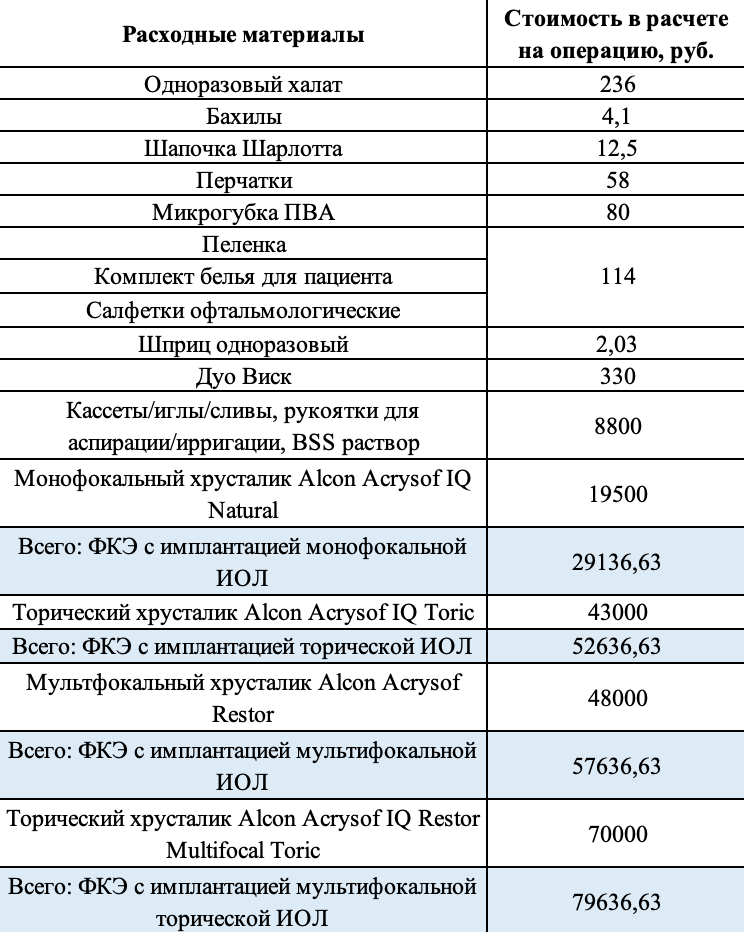 Расходные материалы
Стоимость в расчете
на операцию, руб.
Одноразовый халат
236
Бахилы
4,1
Шапочка Шарлотта
12,5
Перчатки
58
Микрогубка ПВА
80
Пеленка
Комплект белья для пациента
114
Салфетки офтальмологические
Шприц одноразовый
2,03
Дуо Виск
330
Кассеты/иглы/сливы, рукоятки для
аспирации/ирригации, BSS раствор
8800
Монофокальный хрусталик Alcon Acrysof IQ
Natural
19500
Всего: ФКЭ с имплантацией монофокальной
ИОЛ
29136,63
Торический хрусталик Alcon Acrysof IQ Toric
43000
Всего: ФКЭ с имплантацией торической ИОЛ
52636,63
Мультфокальный хрусталик Alcon Acrysof
Restor
48000
Всего: ФКЭ с имплантацией мультифокальной
ИОЛ
57636,63
Торический хрусталик Alcon Acrysof IQ Restor
Multifocal Toric
70000
Всего: ФКЭ с имплантацией мультифокальной
торической ИОЛ
79636,63